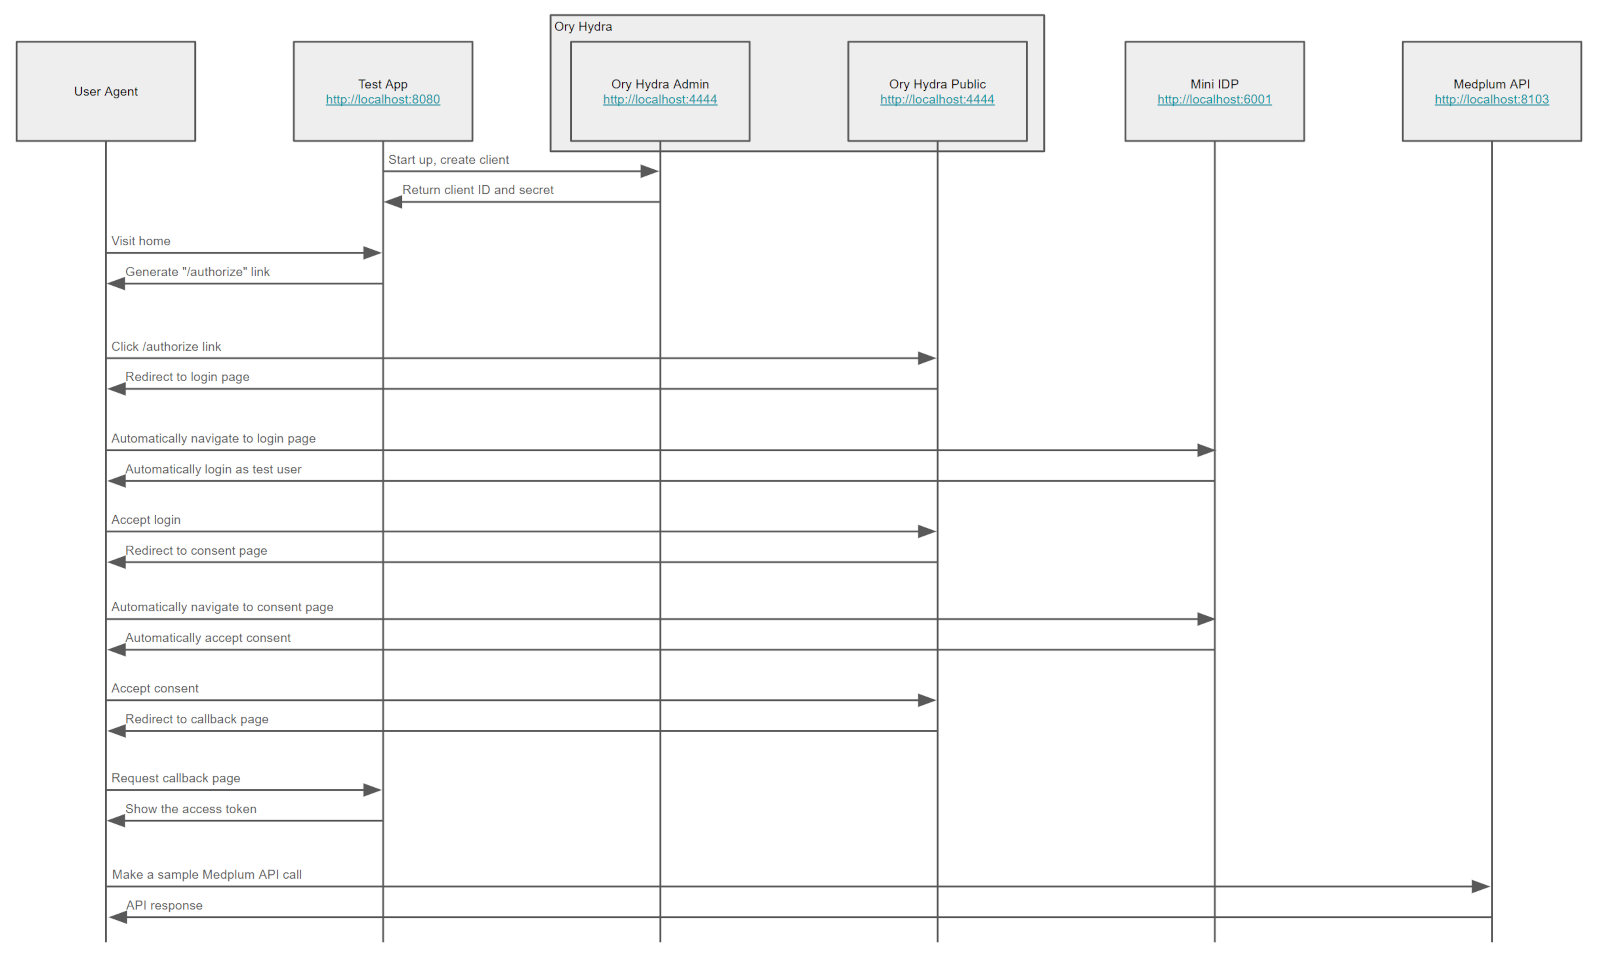 Ory Hydra
User Agent
Test App
http://localhost:8080
Ory Hydra Admin
http://localhost:4444
Ory Hydra Public
http://localhost:4444
Mini IDP
http://localhost:6001
Medplum API
http://localhost:8103
Start up, create client
Return client ID and secret
Visit home
Generate "/authorize" link
Click /authorize link
Redirect to login page
Automatically navigate to login page
Automatically login as test user
Accept login
Redirect to consent page
Automatically navigate to consent page
Automatically accept consent
Accept consent
Redirect to callback page
Request callback page
Show the access token
Make a sample Medplum API call
API response